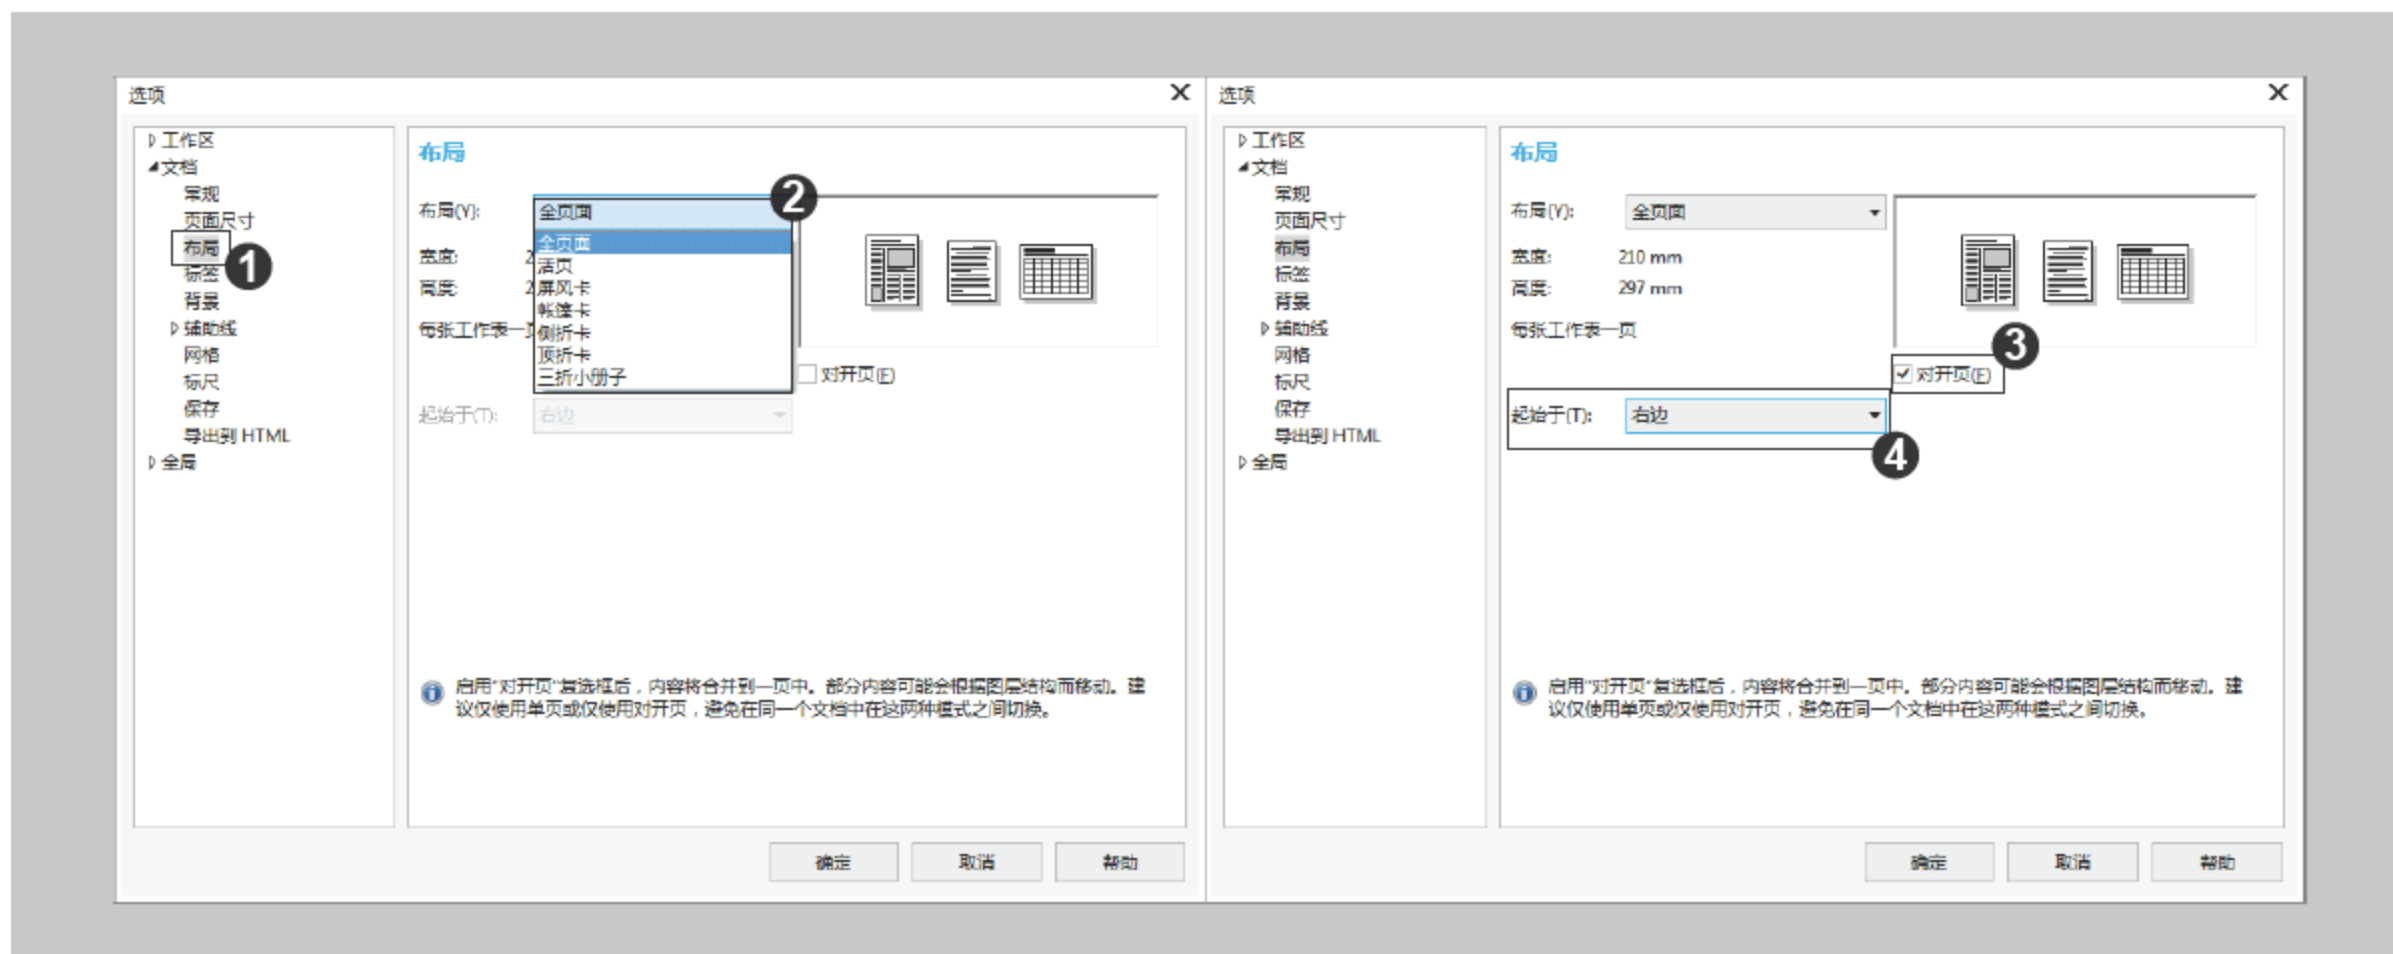 选项
工作区
文档
常规
页面尺寸
布局
1
标签
背景
辅助线
网格
标尺
保存
导出到 HTML
全局
布局
布局(Y):
全页面
2
全页面
活页
屏风卡
帐篷卡
侧折卡
顶折卡
三折小册子
宽度:
2
高度:
2
每张工作表一页
对开页(F)
起始于(T):
右边
启用"对开页"复选框后，内容将合并到一页中。部分内容可能会根据图层结构而移动。建
议仅使用单页或仅使用对开页，避免在同一个文档中在这两种模式之间切换。
确定
取消
帮助
选项
工作区
文档
常规
页面尺寸
布局
标签
背景
辅助线
网格
标尺
保存
导出到 HTML
全局
布局
布局(Y):
全页面
宽度:
210 mm
高度:
297 mm
每张工作表一页
3
对开页(F)
起始于(T):
右边
4
启用"对开页"复选框后，内容将合并到一页中。部分内容可能会根据图层结构而移动。建
议仅使用单页或仅使用对开页，避免在同一个文档中在这两种模式之间切换。
确定
取消
帮助